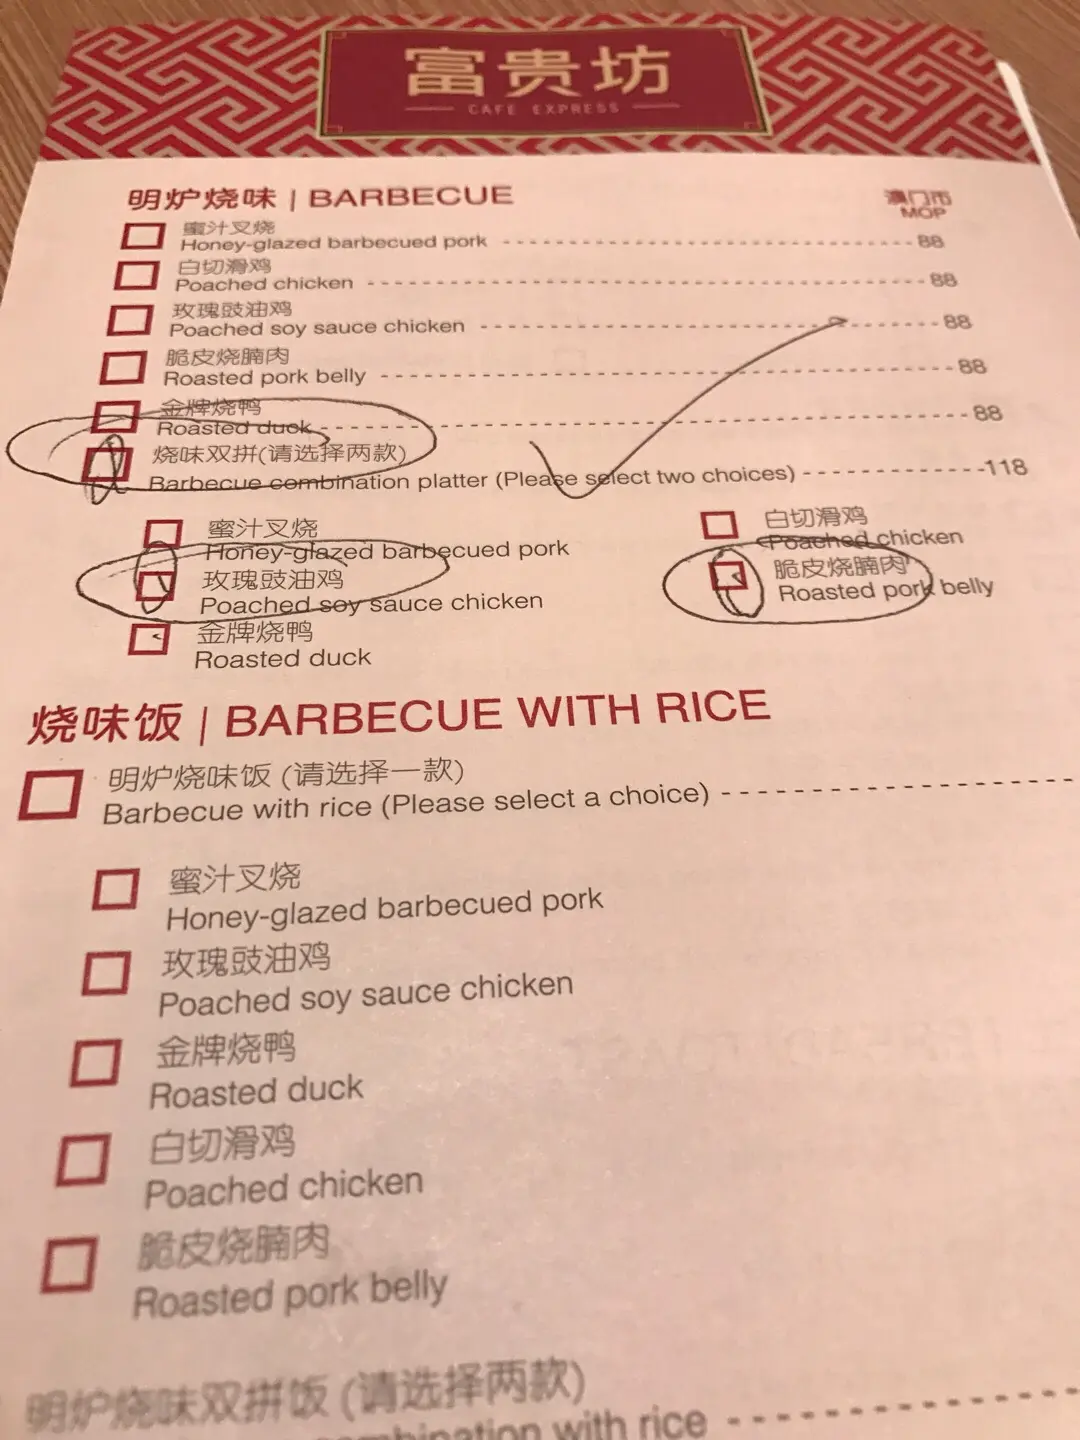 富贵坊
CAFE EXPRESS
明炉烧味 | BARBECUE
澳门币
MOP
蜜汁叉烧
Honey-glazed barbecued pork 88
白切滑鸡
Poached chicken 88
玫瑰豉油鸡
Poached soy sauce chicken 88
脆皮烧腩肉
Roasted pork belly 88
金牌烧鸭
Roasted duck 88
烧味双拼(请选择两款)
Barbecue combination platter (Please select two choices) 118
蜜汁叉烧
Honey-glazed barbecued pork
白切滑鸡
Poached chicken
玫瑰豉油鸡
Poached soy sauce chicken
脆皮烧腩肉
Roasted pork belly
金牌烧鸭
Roasted duck
烧味饭 | BARBECUE WITH RICE
明炉烧味饭 (请选择一款)
Barbecue with rice (Please select a choice)
蜜汁叉烧
Honey-glazed barbecued pork
玫瑰豉油鸡
Poached soy sauce chicken
金牌烧鸭
Roasted duck
白切滑鸡
Poached chicken
脆皮烧腩肉
Roasted pork belly
明炉烧味双拼饭 (请选择两款)
with rice